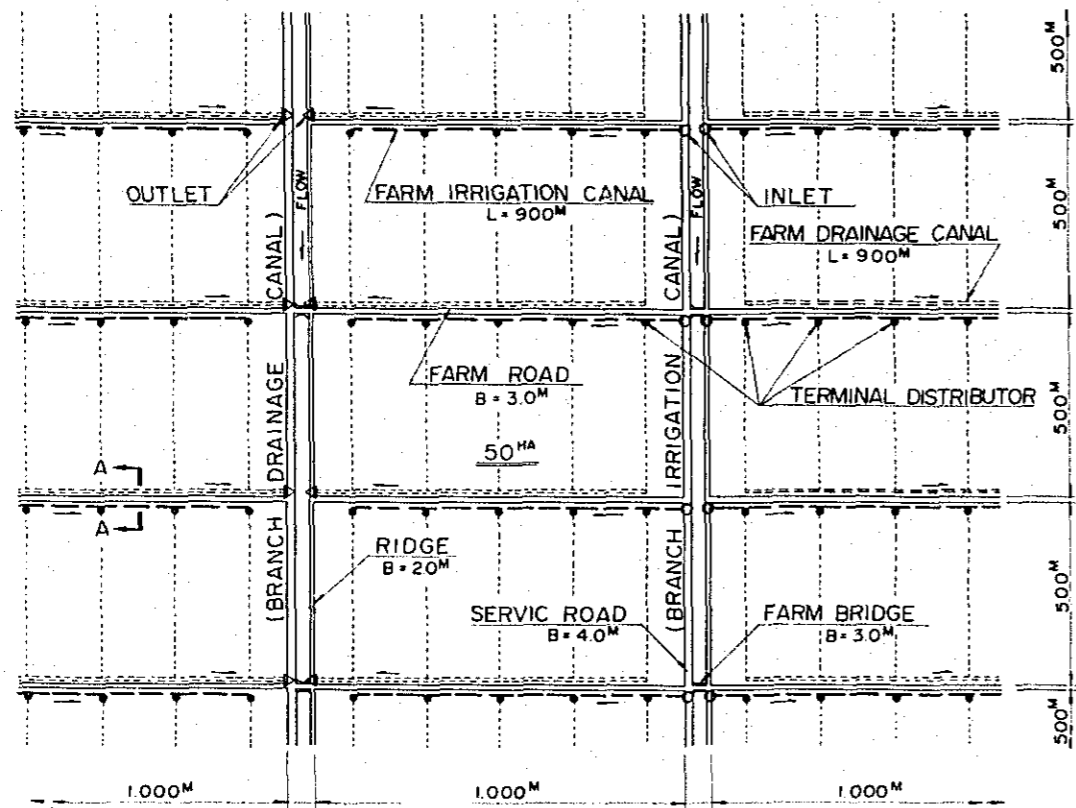 500ᴹ
OUTLET
FLOW
FARM IRRIGATION CANAL
L = 900ᴹ
FLOW
INLET
500ᴹ
FARM DRAINAGE CANAL
L = 900ᴹ
(BRANCH DRAINAGE CANAL)
(BRANCH IRRIGATION CANAL)
FARM ROAD
B = 3.0ᴹ
TERMINAL DISTRIBUTOR
500ᴹ
50ᴴᴬ
A
A
RIDGE
B = 20ᴹ
SERVIC ROAD
B = 4.0ᴹ
FARM BRIDGE
B = 3.0ᴹ
500ᴹ
500ᴹ
1.000ᴹ
1.000ᴹ
1.000ᴹ